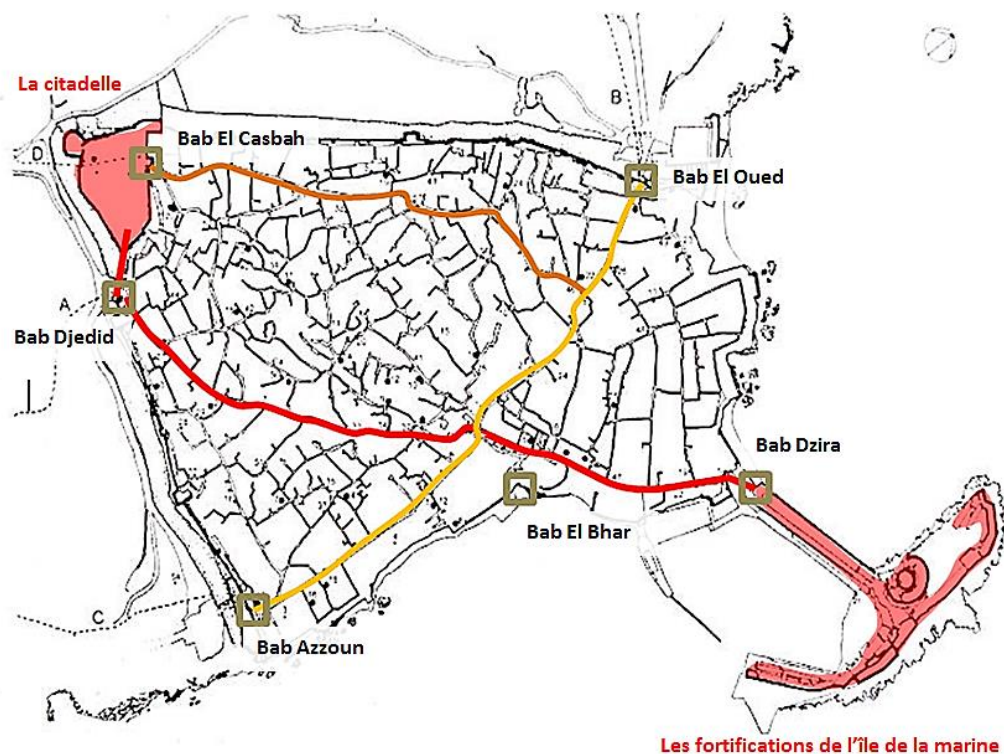 La citadelle
B
Bab El Casbah
D
Bab El Oued
A
Bab Djedid
Bab Dzira
Bab El Bhar
C
Bab Azzoun
Les fortifications de l'île de la marine